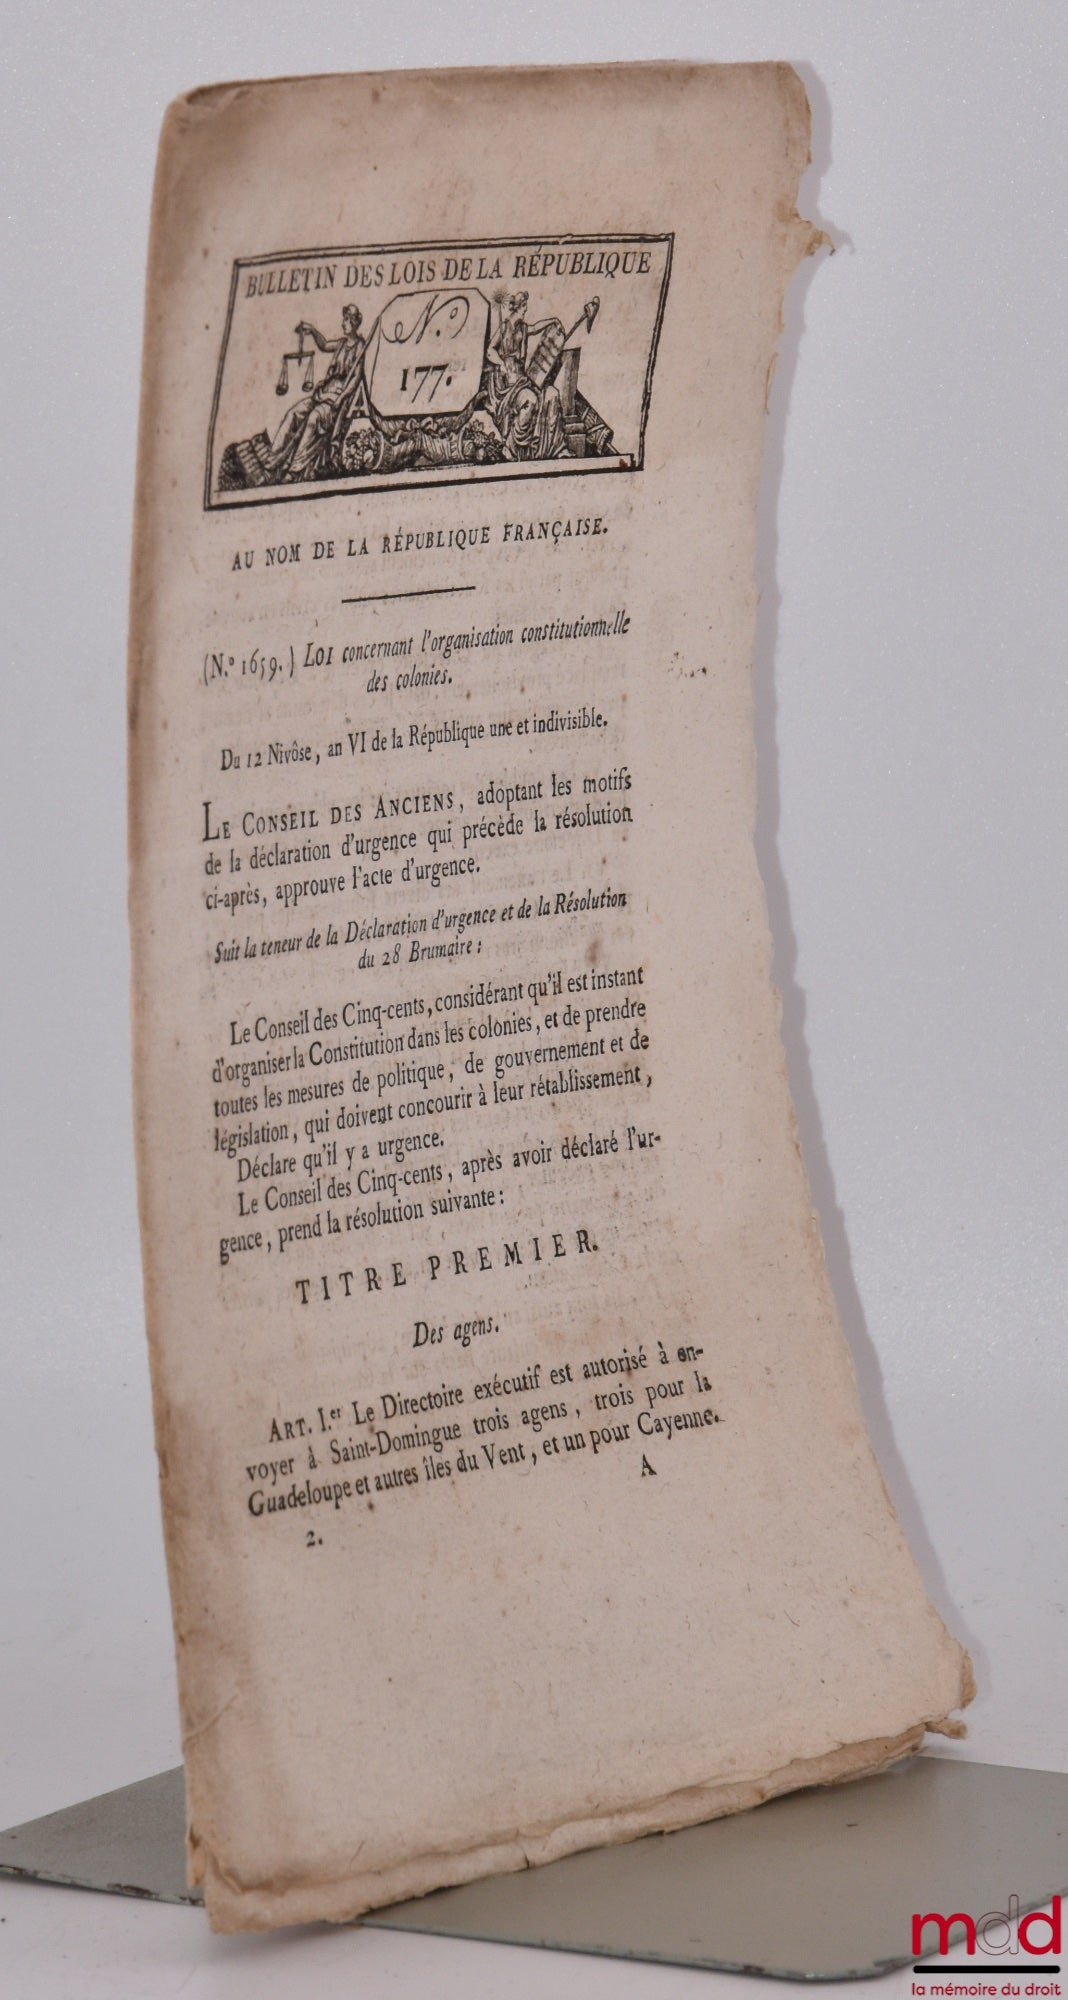 BULLETIN DES LOIS DE LA RÉPUBLIQUE
N.°
177.
AU NOM DE LA RÉPUBLIQUE FRANÇAISE.
(N.° 1659.) LOI concernant l'organisation constitutionnelle
des colonies.
Du 12 Nivôse, an VI de la République une et indivisible.
LE CONSEIL DES ANCIENS, adoptant les motifs
de la déclaration d'urgence qui précède la résolution
ci-après, approuve l'acte d'urgence.
Suit la teneur de la Déclaration d'urgence et de la Résolution
du 28 Brumaire :
Le Conseil des Cinq-cents, considérant qu'il est instant
d'organiser la Constitution dans les colonies, et de prendre
toutes les mesures de politique, de gouvernement et de
législation, qui doivent concourir à leur rétablissement,
Déclare qu'il y a urgence.
Le Conseil des Cinq-cents, après avoir déclaré l'ur-
gence, prend la résolution suivante :
TITRE PREMIER.
Des agens.
ART. I.er Le Directoire exécutif est autorisé à en-
voyer à Saint-Domingue trois agens, trois pour la
Guadeloupe et autres îles du Vent, et un pour Cayenne.
2.
A
mdd
la mémoire du droit